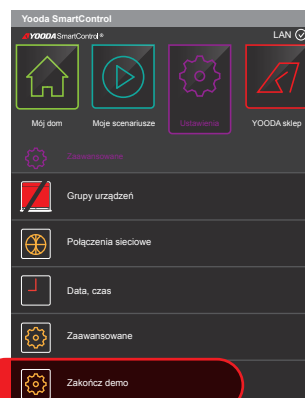 Yooda SmartControl
YOODA SmartControl ®
LAN
Mój dom
Moje scenariusze
Ustawienia
YOODA sklep
Zaawansowane
Grupy urządzeń
Połączenia sieciowe
Data, czas
Zaawansowane
Zakończ demo